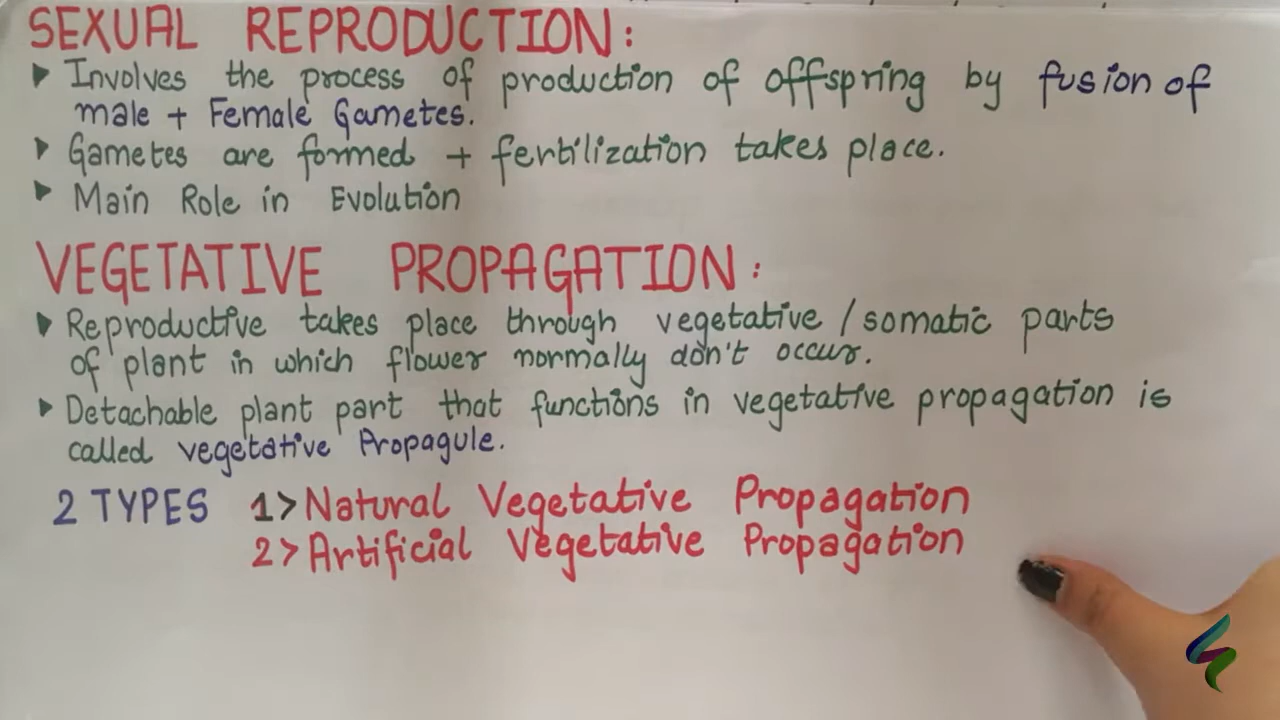 SEXUAL REPRODUCTION:
▶ Involves the process of production of offspring by fusion of
male + Female Gametes.
▶ Gametes are formed + fertilization takes place.
▶ Main Role in Evolution
VEGETATIVE PROPAGATION:
▶ Reproductive takes place through vegetative / somatic parts
of plant in which flower normally don't occur.
▶ Detachable plant part that functions in vegetative propagation is
called vegetative Propagule.
2 TYPES 1> Natural Vegetative Propagation
2> Artificial Vegetative Propagation